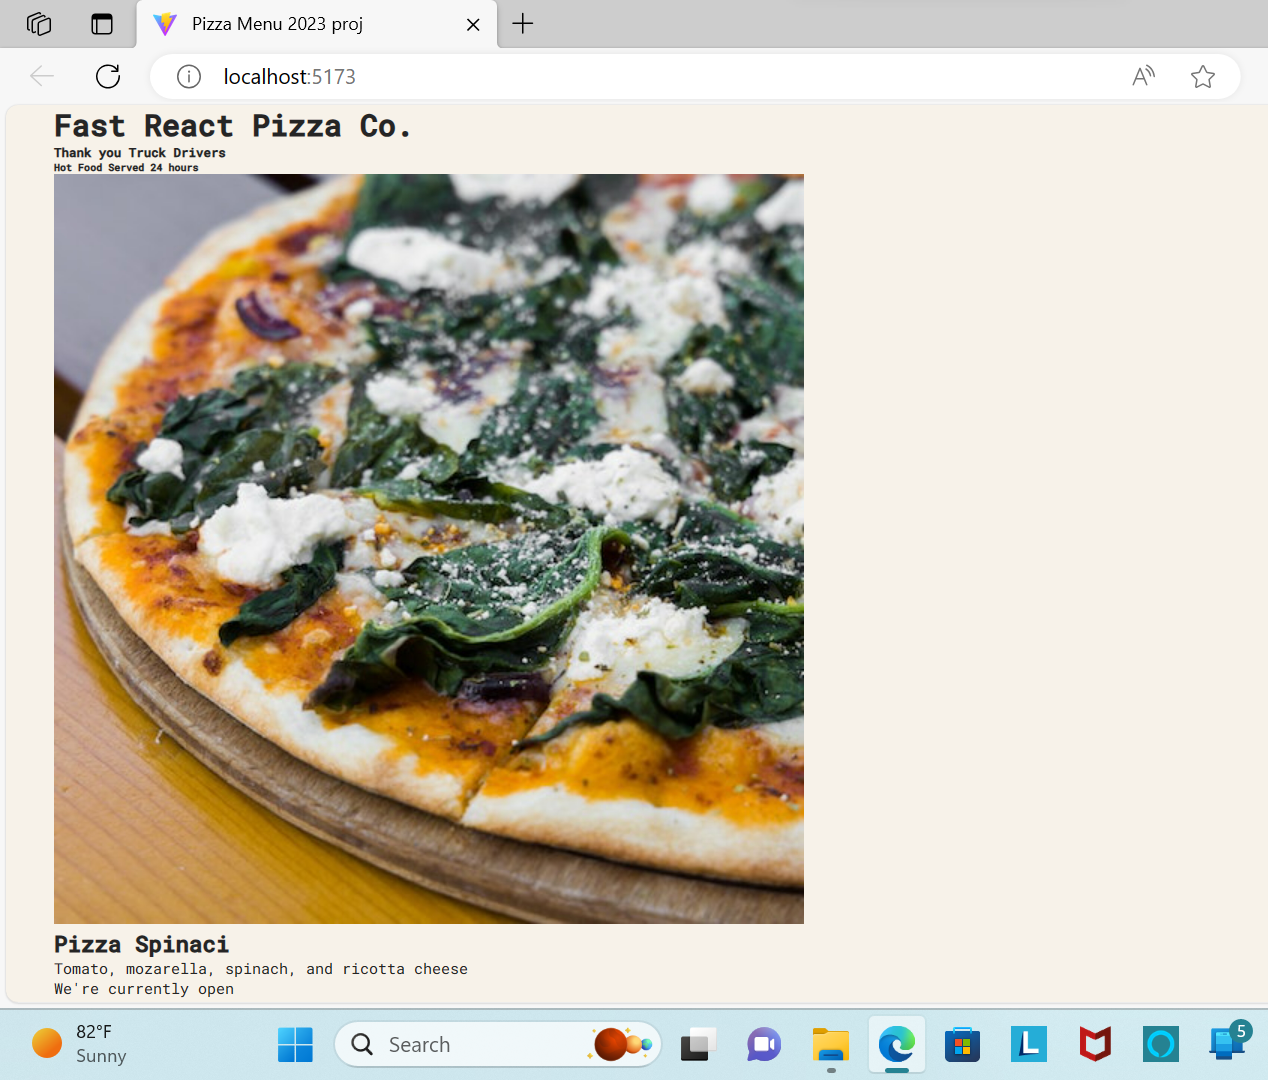 Pizza Menu 2023 proj
localhost:5173
Fast React Pizza Co.
Thank you Truck Drivers
Hot Food Served 24 hours
Pizza Spinaci
Tomato, mozarella, spinach, and ricotta cheese
We're currently open
82°F
Sunny
Search
L
5